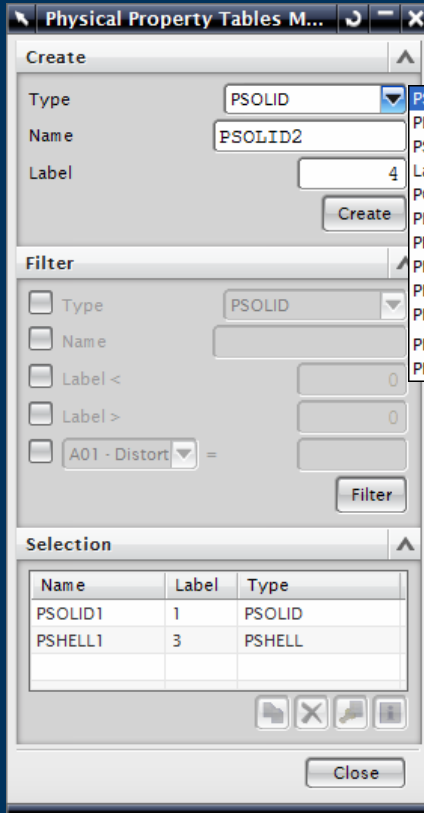 Physical Property Tables M...
Create
Type PSOLID
Name PSOLID2
Label 4
Create
Filter
Type PSOLID
Name
Label < 0
Label > 0
A01 - Distort =
Filter
Selection
Name Label Type
PSOLID1 1 PSOLID
PSHELL1 3 PSHELL
Close